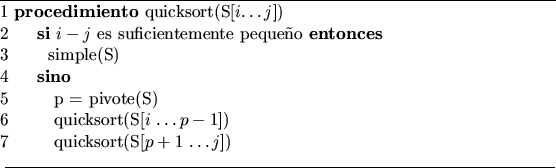 1 procedimiento quicksort(S[i...j])
2 si i − j es suficientemente pequeño entonces
3 simple(S)
4 sino
5 p = pivote(S)
6 quicksort(S[i ...p − 1])
7 quicksort(S[p + 1 ...j])